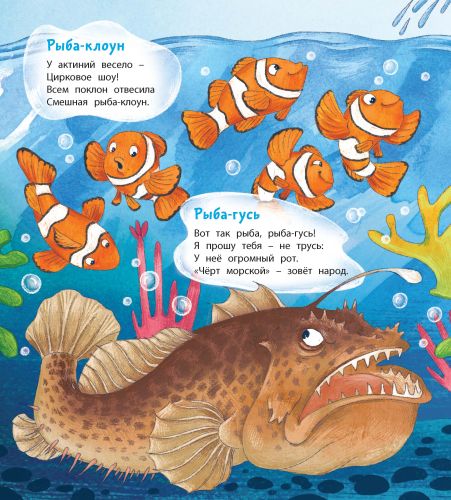 Рыба-клоун
У актиний весело –
Цирковое шоу!
Всем поклон отвесила
Смешная рыба-клоун.
Рыба-гусь
Вот так рыба, рыба-гусь!
Я прошу тебя – не трусь:
У неё огромный рот.
«Чёрт морской» – зовёт народ.